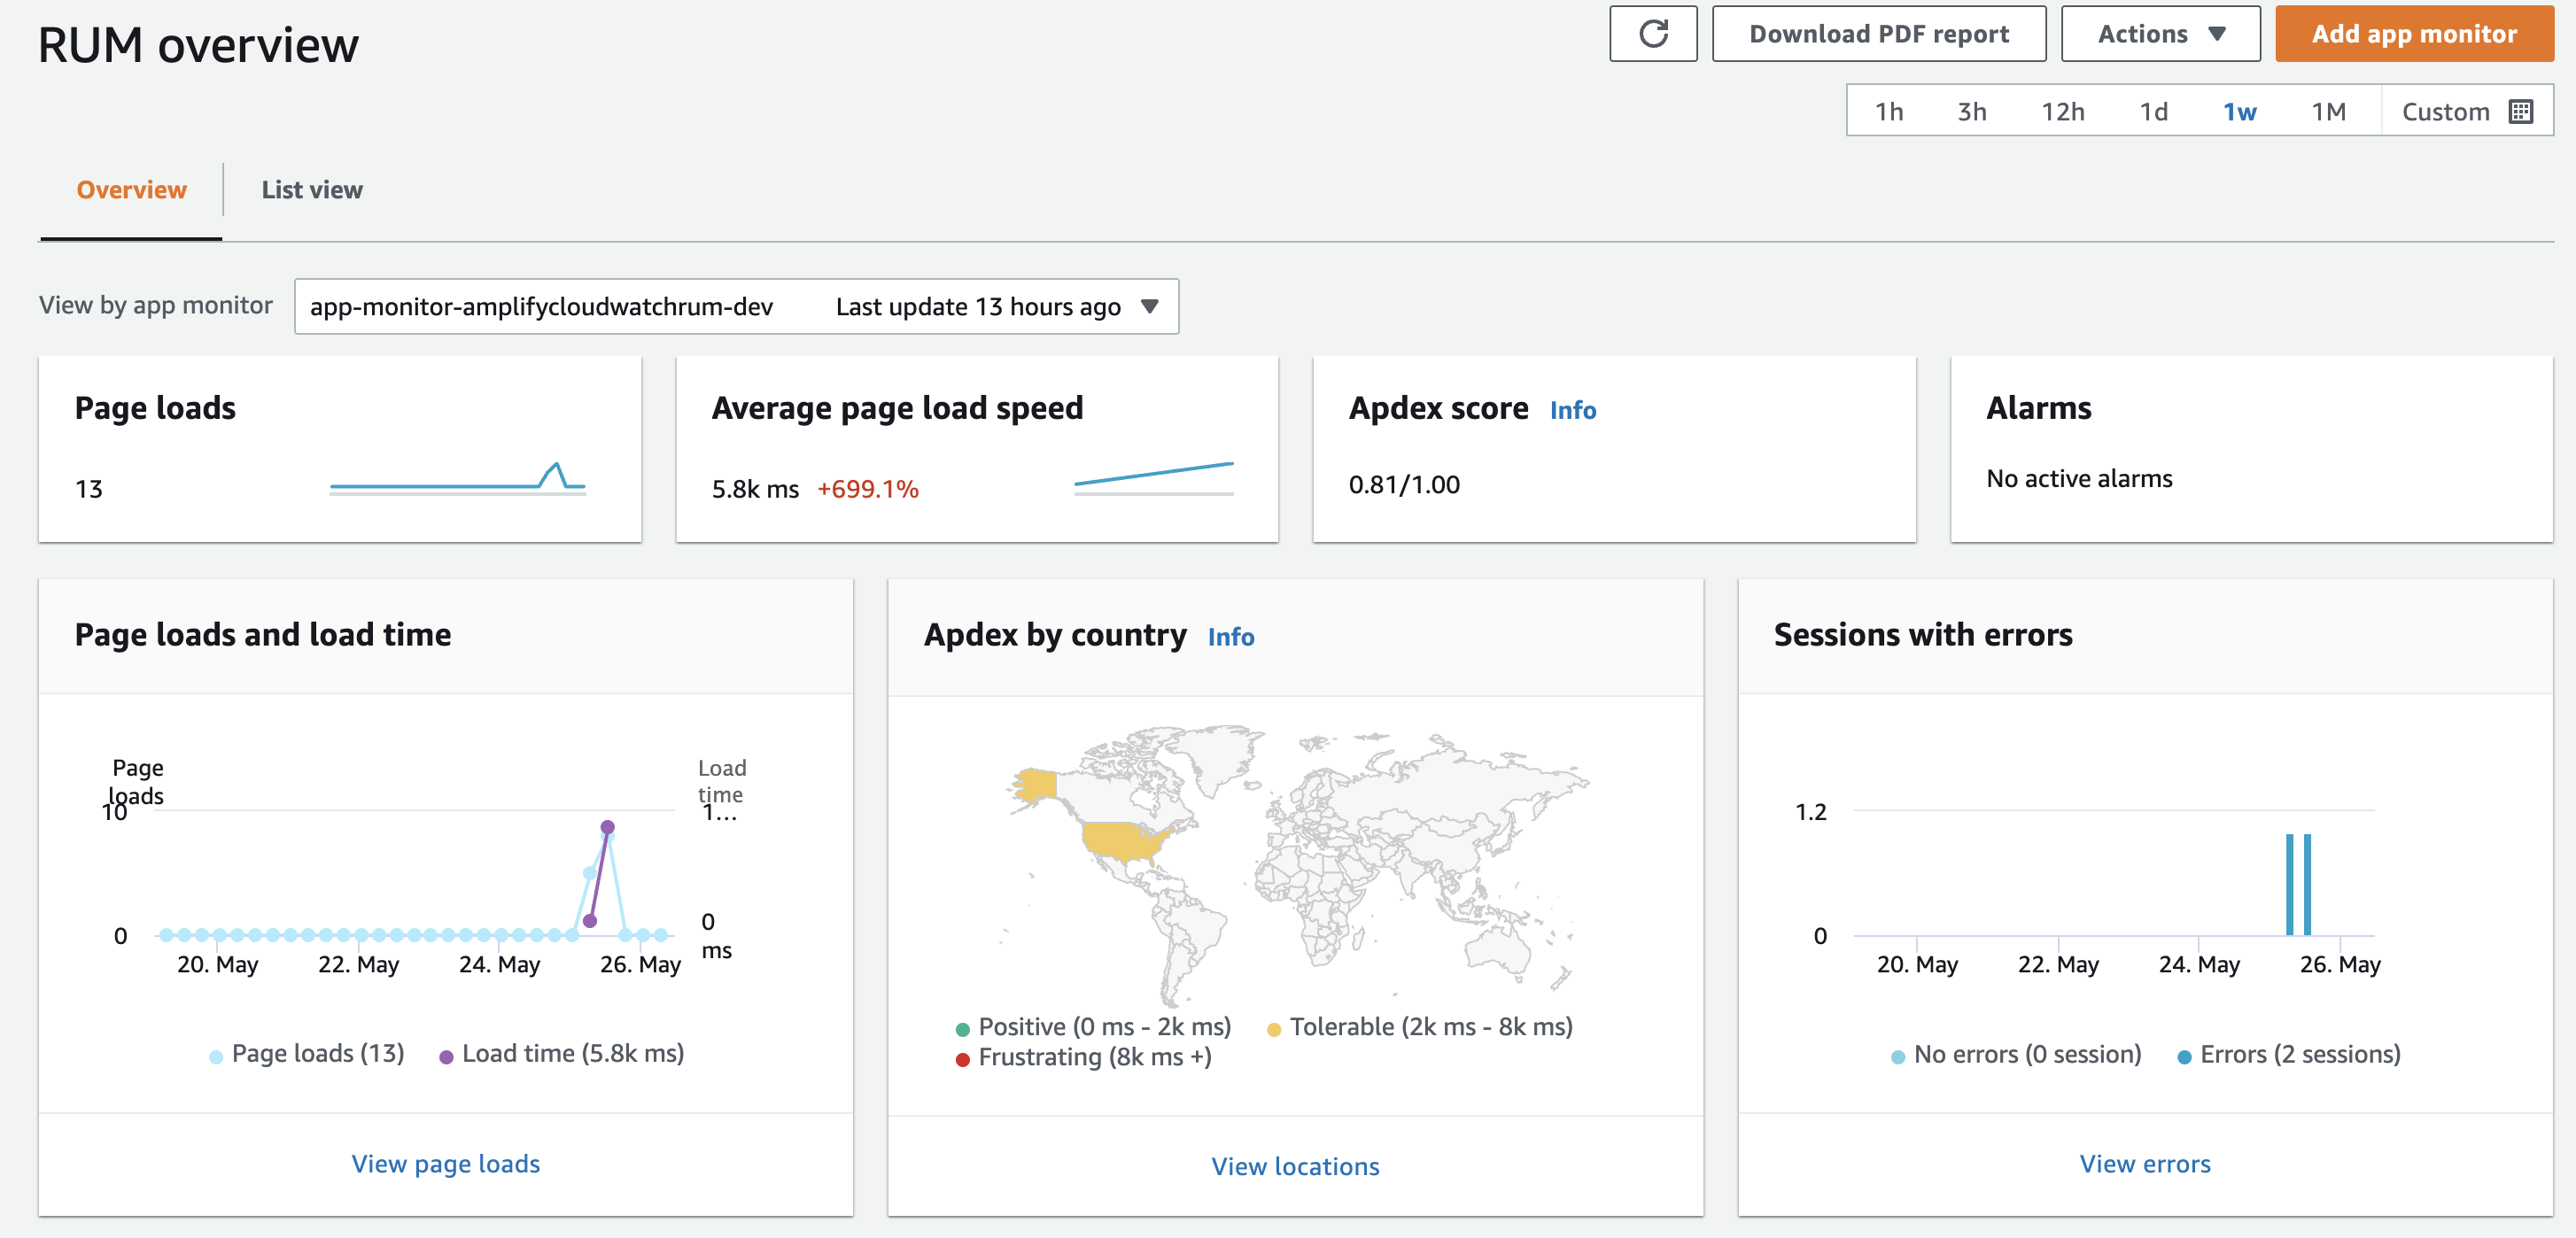 RUM overview
Download PDF report
Actions
Add app monitor
1h 3h 12h 1d 1w 1M Custom
Overview
List view
View by app monitor
app-monitor-amplifycloudwatchrum-dev Last update 13 hours ago
Page loads
13
Average page load speed
5.8k ms +699.1%
Apdex score Info
0.81/1.00
Alarms
No active alarms
Page loads and load time
Page
loads
Load
time
10
1...
0
0
ms
20. May 22. May 24. May 26. May
Page loads (13) Load time (5.8k ms)
View page loads
Apdex by country Info
Positive (0 ms - 2k ms) Tolerable (2k ms - 8k ms)
Frustrating (8k ms +)
View locations
Sessions with errors
1.2
0
20. May 22. May 24. May 26. May
No errors (0 session) Errors (2 sessions)
View errors